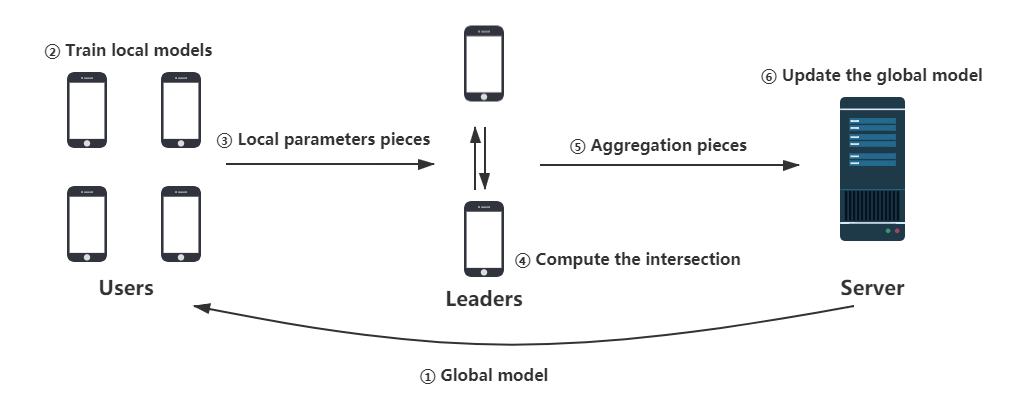 ② Train local models
⑥ Update the global model
③ Local parameters pieces
⑤ Aggregation pieces
④ Compute the intersection
Users
Leaders
Server
① Global model